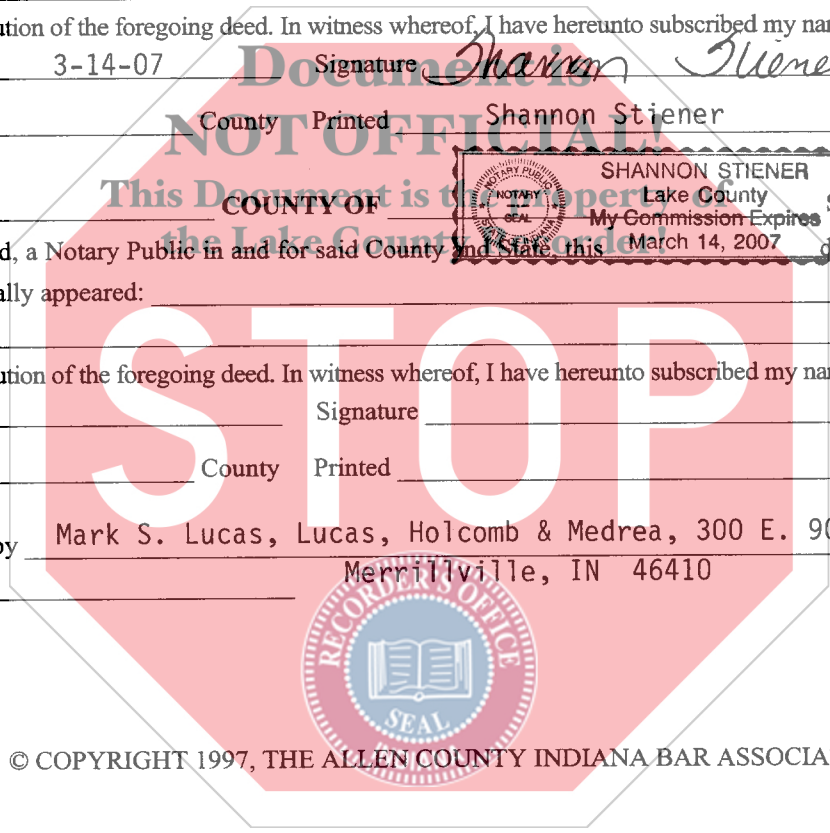 ution of the foregoing deed. In witness whereof, I have hereunto subscribed my nam
3-14-07 Signature Shannon Stiene
County Printed Shannon Stiener
Document is
NOT OFFICIAL!
This Document is the property of
the Lake County Recorder!
NOTARY PUBLIC
NOTARY
SEAL
STATE OF INDIANA
SHANNON STIENER
Lake County
My Commission Expires
March 14, 2007
COUNTY OF
d, a Notary Public in and for said County and State, this
ally appeared:
STOP
ution of the foregoing deed. In witness whereof, I have hereunto subscribed my nam
Signature
County Printed
by Mark S. Lucas, Lucas, Holcomb & Medrea, 300 E. 90
Merrillville, IN 46410
RECORDER'S OFFICE
SEAL
© COPYRIGHT 1997, THE ALLEN COUNTY INDIANA BAR ASSOCIA